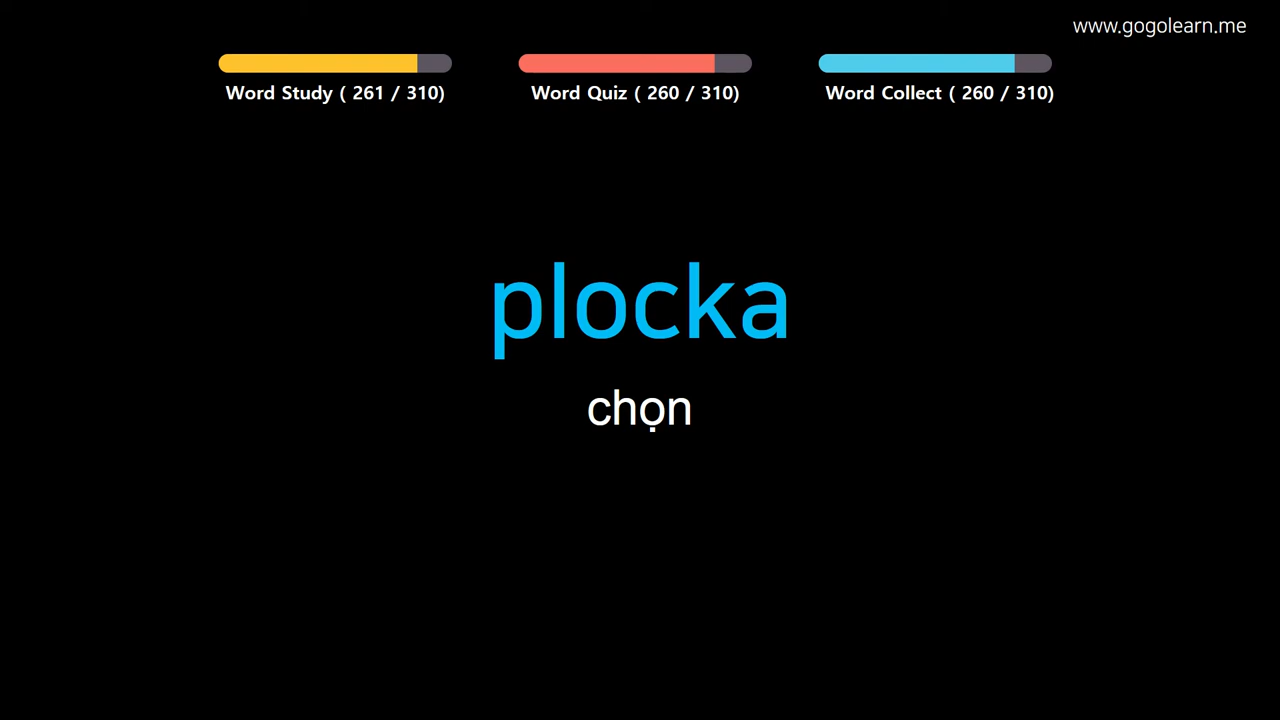 www.gogolearn.me
Word Study ( 261 / 310)
Word Quiz ( 260 / 310)
Word Collect ( 260 / 310)
plocka
chọn